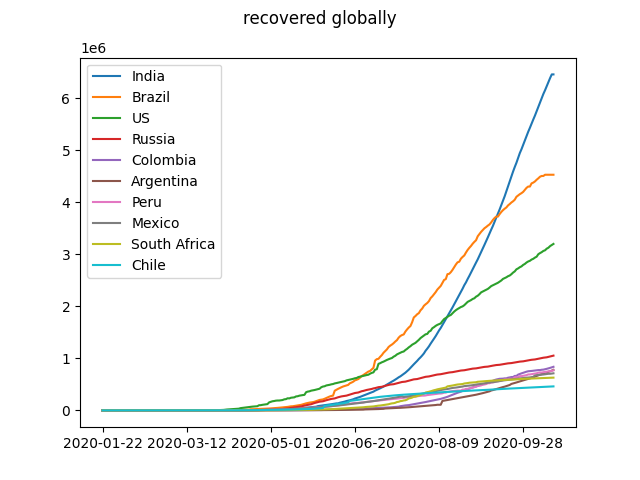 recovered globally
1e6
India
Brazil
US
Russia
Colombia
Argentina
Peru
Mexico
South Africa
Chile
6
5
4
3
2
1
0
2020-01-22 2020-03-12 2020-05-01 2020-06-20 2020-08-09 2020-09-28